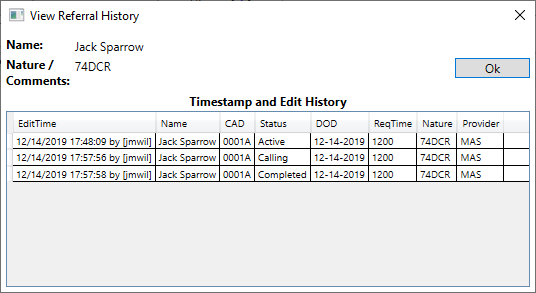 View Referral History
Name: Jack Sparrow
Nature / Comments: 74DCR
Ok
Timestamp and Edit History
EditTime Name CAD Status DOD ReqTime Nature Provider
12/14/2019 17:48:09 by [jmwil] Jack Sparrow 0001A Active 12-14-2019 1200 74DCR MAS
12/14/2019 17:57:56 by [jmwil] Jack Sparrow 0001A Calling 12-14-2019 1200 74DCR MAS
12/14/2019 17:57:58 by [jmwil] Jack Sparrow 0001A Completed 12-14-2019 1200 74DCR MAS